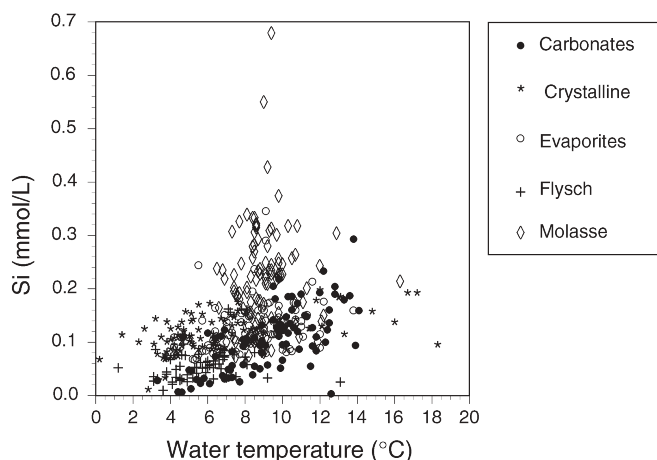 0.7
0.6
0.5
0.4
0.3
0.2
0.1
0.0
Si (mmol/L)
0 2 4 6 8 10 12 14 16 18 20
Water temperature (°C)
Carbonates
Crystalline
Evaporites
Flysch
Molasse